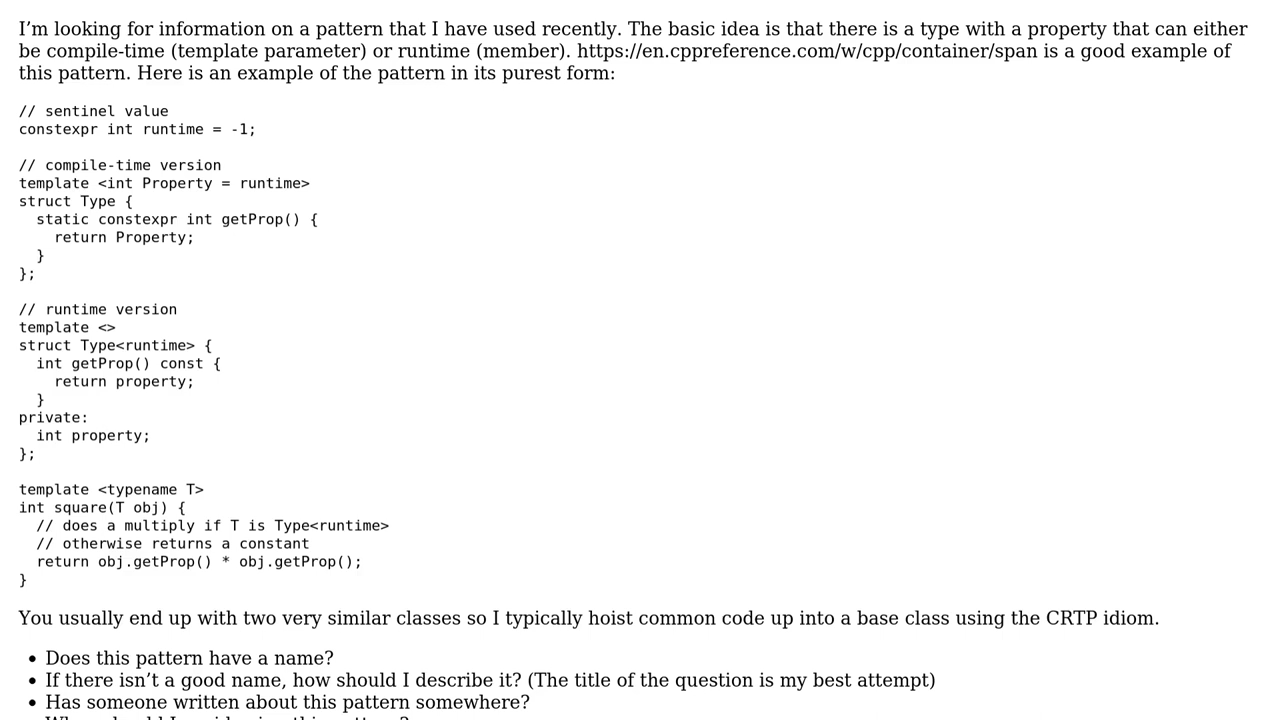 I’m looking for information on a pattern that I have used recently. The basic idea is that there is a type with a property that can either
be compile-time (template parameter) or runtime (member). https://en.cppreference.com/w/cpp/container/span is a good example of
this pattern. Here is an example of the pattern in its purest form:
// sentinel value
constexpr int runtime = -1;
// compile-time version
template <int Property = runtime>
struct Type {
  static constexpr int getProp() {
    return Property;
  }
};
// runtime version
template <>
struct Type<runtime> {
  int getProp() const {
    return property;
  }
private:
  int property;
};
template <typename T>
int square(T obj) {
  // does a multiply if T is Type<runtime>
  // otherwise returns a constant
  return obj.getProp() * obj.getProp();
}
You usually end up with two very similar classes so I typically hoist common code up into a base class using the CRTP idiom.
• Does this pattern have a name?
• If there isn’t a good name, how should I describe it? (The title of the question is my best attempt)
• Has someone written about this pattern somewhere?